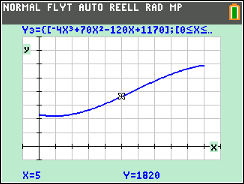 NORMAL FLYT AUTO REELL RAD MP
Y₃={[-4X³+70X²-120X+1170];[0≤X≤..
y
x
X=5 Y=1820